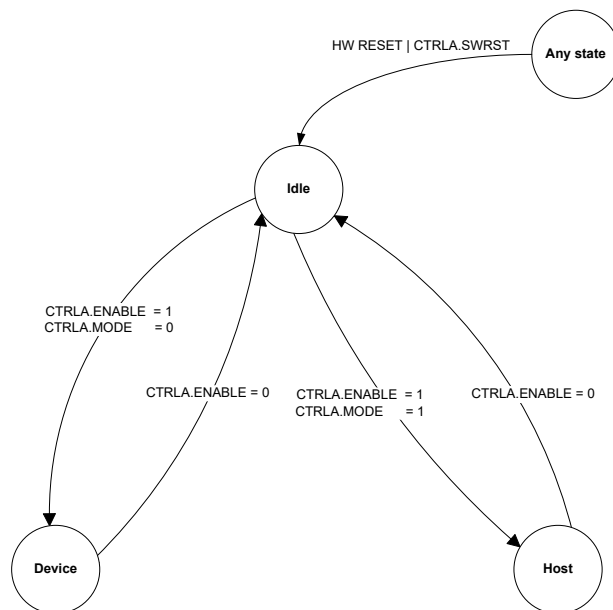 HW RESET | CTRLA.SWRST
Any state
Idle
CTRLA.ENABLE = 1
CTRLA.MODE = 0
CTRLA.ENABLE = 0
CTRLA.ENABLE = 1
CTRLA.MODE = 1
CTRLA.ENABLE = 0
Device
Host